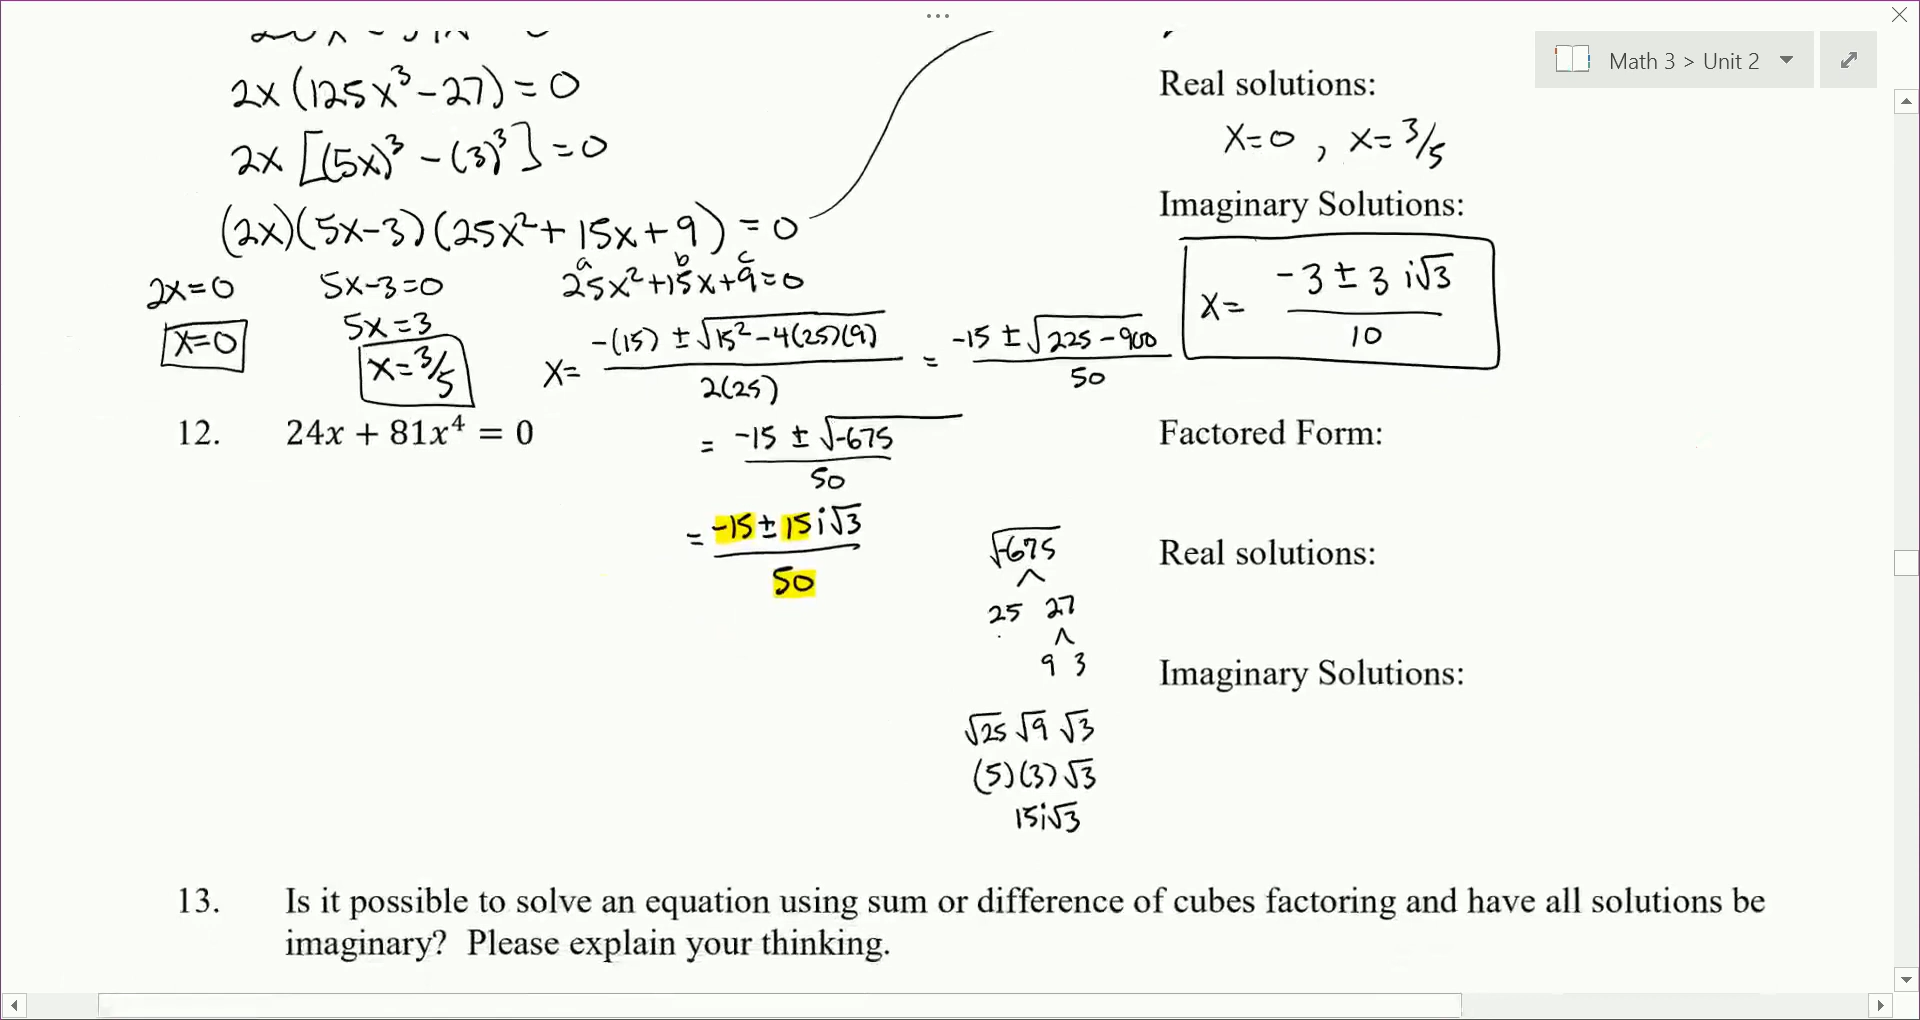 Math 3 > Unit 2
2x(125x³-27)=0
2x[(5x)³-(3)³]=0
(2x)(5x-3)(25x²+15x+9)=0
a b c
2x=0
x=0
5x-3=0
5x=3
x=3/5
25x²+15x+9=0
x= -(15)±√15²-4(25)(9) / 2(25) = -15±√225-900 / 50
= -15±√-675 / 50
= -15±15i√3 / 50
√-675
25 27
9 3
√25 √9 √3
(5)(3)√3
15i√3
Real solutions:
x=0, x=3/5
Imaginary Solutions:
x= -3±3i√3 / 10
12. 24x + 81x⁴ = 0
Factored Form:
Real solutions:
Imaginary Solutions:
13. Is it possible to solve an equation using sum or difference of cubes factoring and have all solutions be
imaginary? Please explain your thinking.